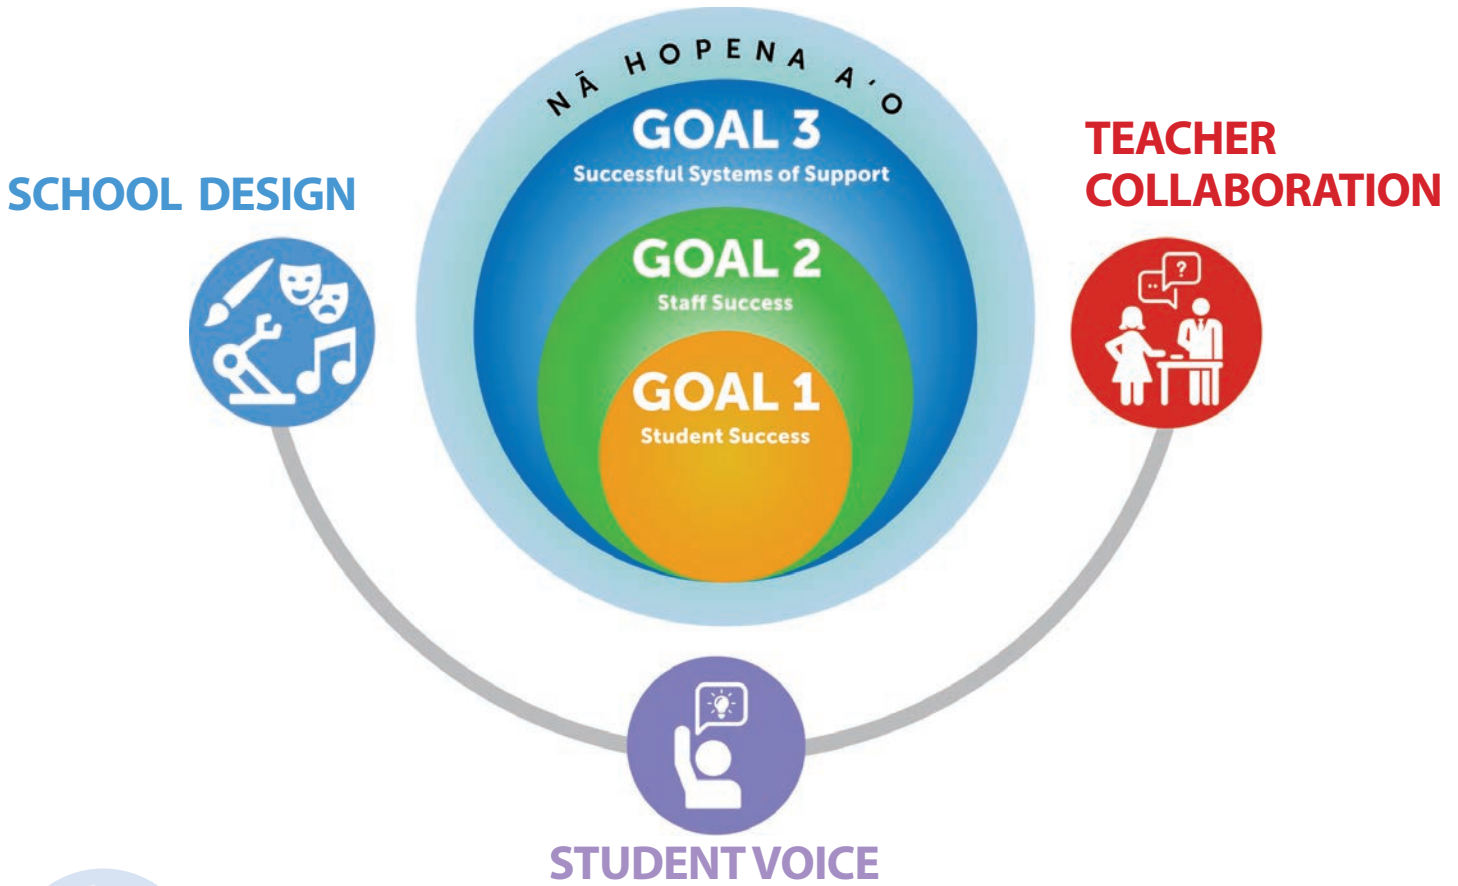 NĀ HOPENA AʻO
GOAL 3
Successful Systems of Support
SCHOOL DESIGN
TEACHER
COLLABORATION
GOAL 2
Staff Success
?
GOAL 1
Student Success
STUDENT VOICE